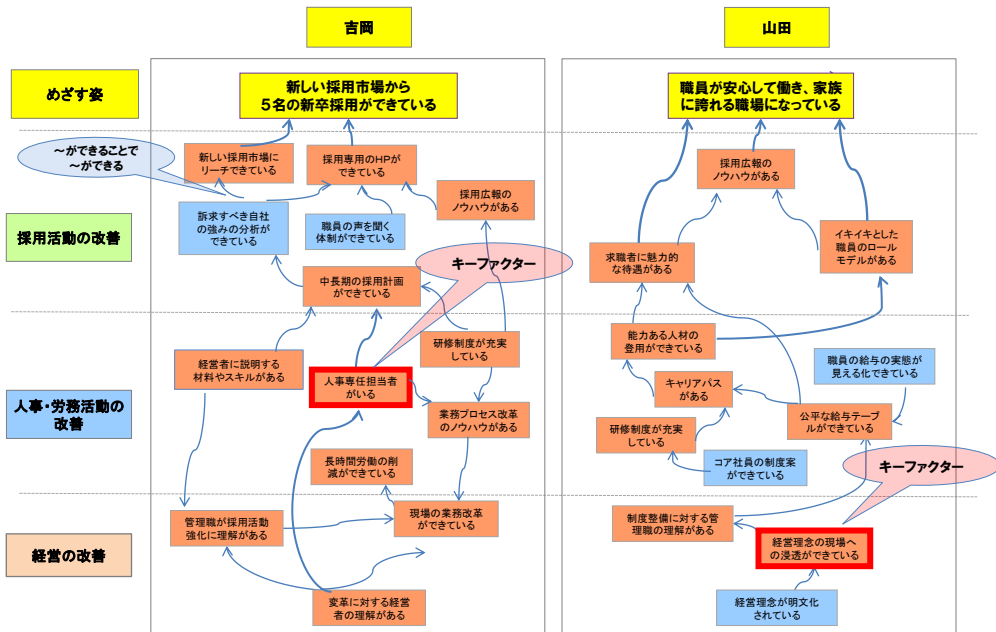 吉岡
山田
めざす姿
新しい採用市場から
５名の新卒採用ができている
職員が安心して働き、家族
に誇れる職場になっている
～ができることで
～ができる
新しい採用市場に
リーチできている
採用専用のHPが
できている
採用広報の
ノウハウがある
採用広報の
ノウハウがある
採用活動の改善
訴求すべき自社
の強みの分析が
できている
職員の声を聞く
体制ができている
キーファクター
求職者に魅力的
な待遇がある
イキイキとした
職員のロール
モデルがある
中長期の採用計画
ができている
人事・労務活動の
改善
経営者に説明する
材料やスキルがある
研修制度が充実
している
人事専任担当者
がいる
業務プロセス改革
のノウハウがある
長時間労働の削
減ができている
能力ある人材の
登用ができている
職員の給与の実態が
見える化できている
キャリアパス
がある
公平な給与テーブ
ルができている
研修制度が充実
している
コア社員の制度案
ができている
キーファクター
経営の改善
管理職が採用活動
強化に理解がある
現場の業務改革
ができている
変革に対する経営
者の理解がある
制度整備に対する管
理職の理解がある
経営理念の現場へ
の浸透ができている
経営理念が明文化
されている